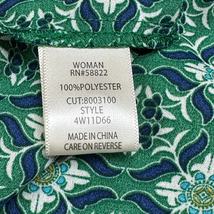 WOMAN
RN#58822
100%POLYESTER
CUT:8003100
STYLE
4W11D66
MADE IN CHINA
CARE ON REVERSE